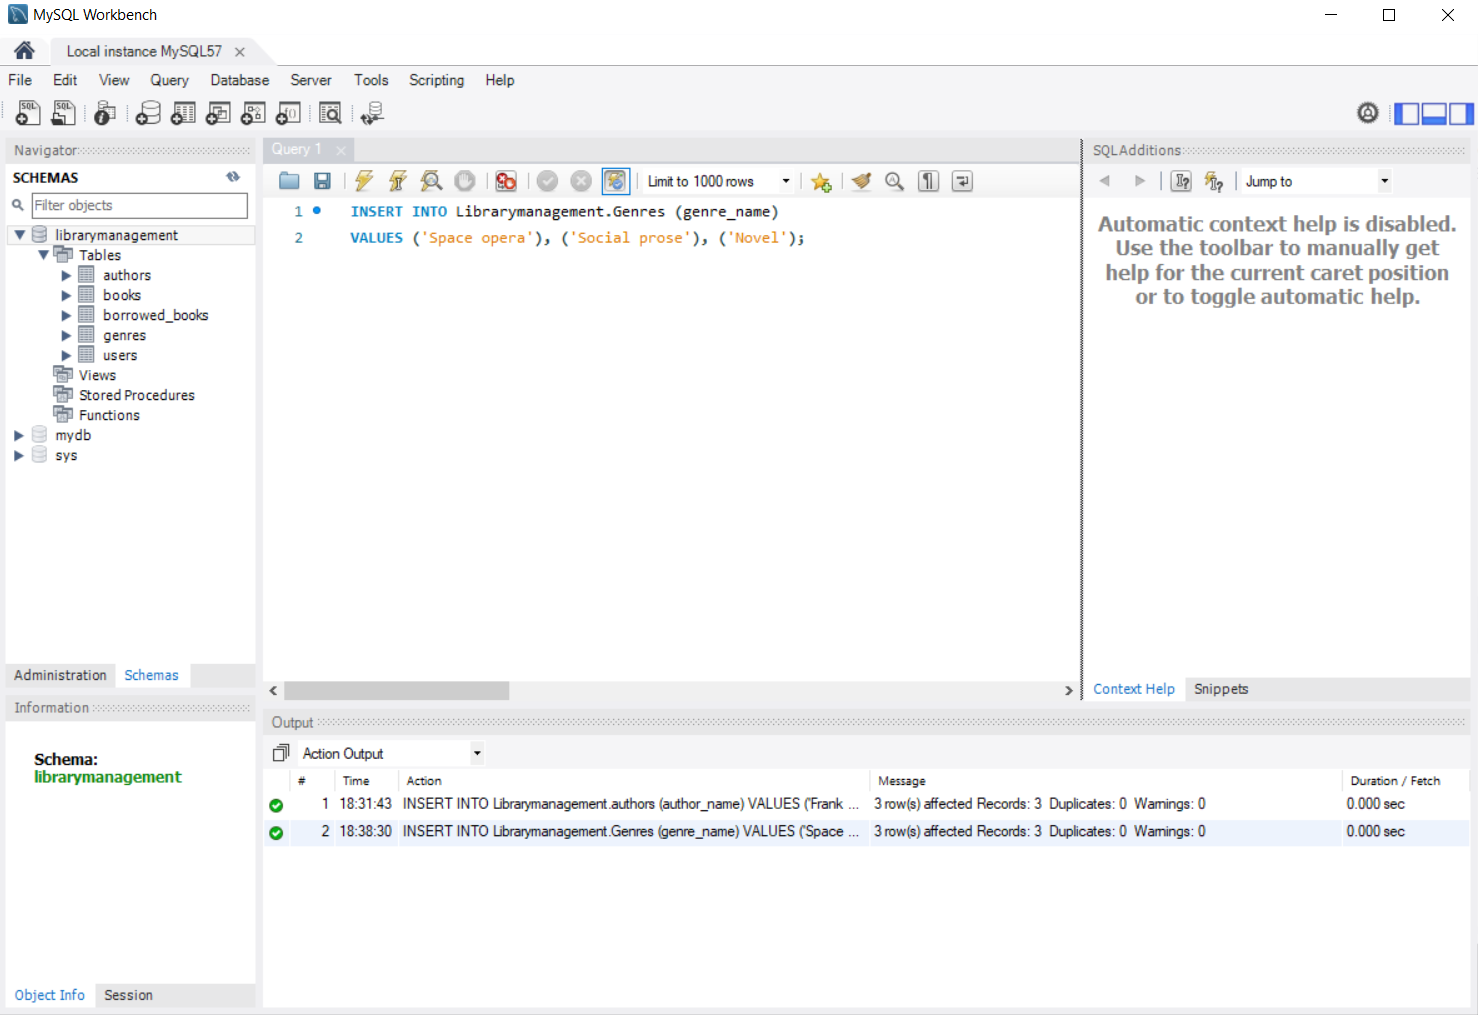 MySQL Workbench
Local instance MySQL57
File Edit View Query Database Server Tools Scripting Help
Navigator
SCHEMAS
Filter objects
librarymanagement
Tables
authors
books
borrowed_books
genres
users
Views
Stored Procedures
Functions
mydb
sys
Administration Schemas
Information
Schema:
librarymanagement
Object Info Session
Query 1
Limit to 1000 rows
1 INSERT INTO Librarymanagement.Genres (genre_name)
2 VALUES ('Space opera'), ('Social prose'), ('Novel');
SQLAdditions
Jump to
Automatic context help is disabled.
Use the toolbar to manually get
help for the current caret position
or to toggle automatic help.
Context Help Snippets
Output
Action Output
# Time Action Message Duration / Fetch
1 18:31:43 INSERT INTO Librarymanagement.authors (author_name) VALUES ('Frank ... 3 row(s) affected Records: 3 Duplicates: 0 Warnings: 0 0.000 sec
2 18:38:30 INSERT INTO Librarymanagement.Genres (genre_name) VALUES ('Space ... 3 row(s) affected Records: 3 Duplicates: 0 Warnings: 0 0.000 sec